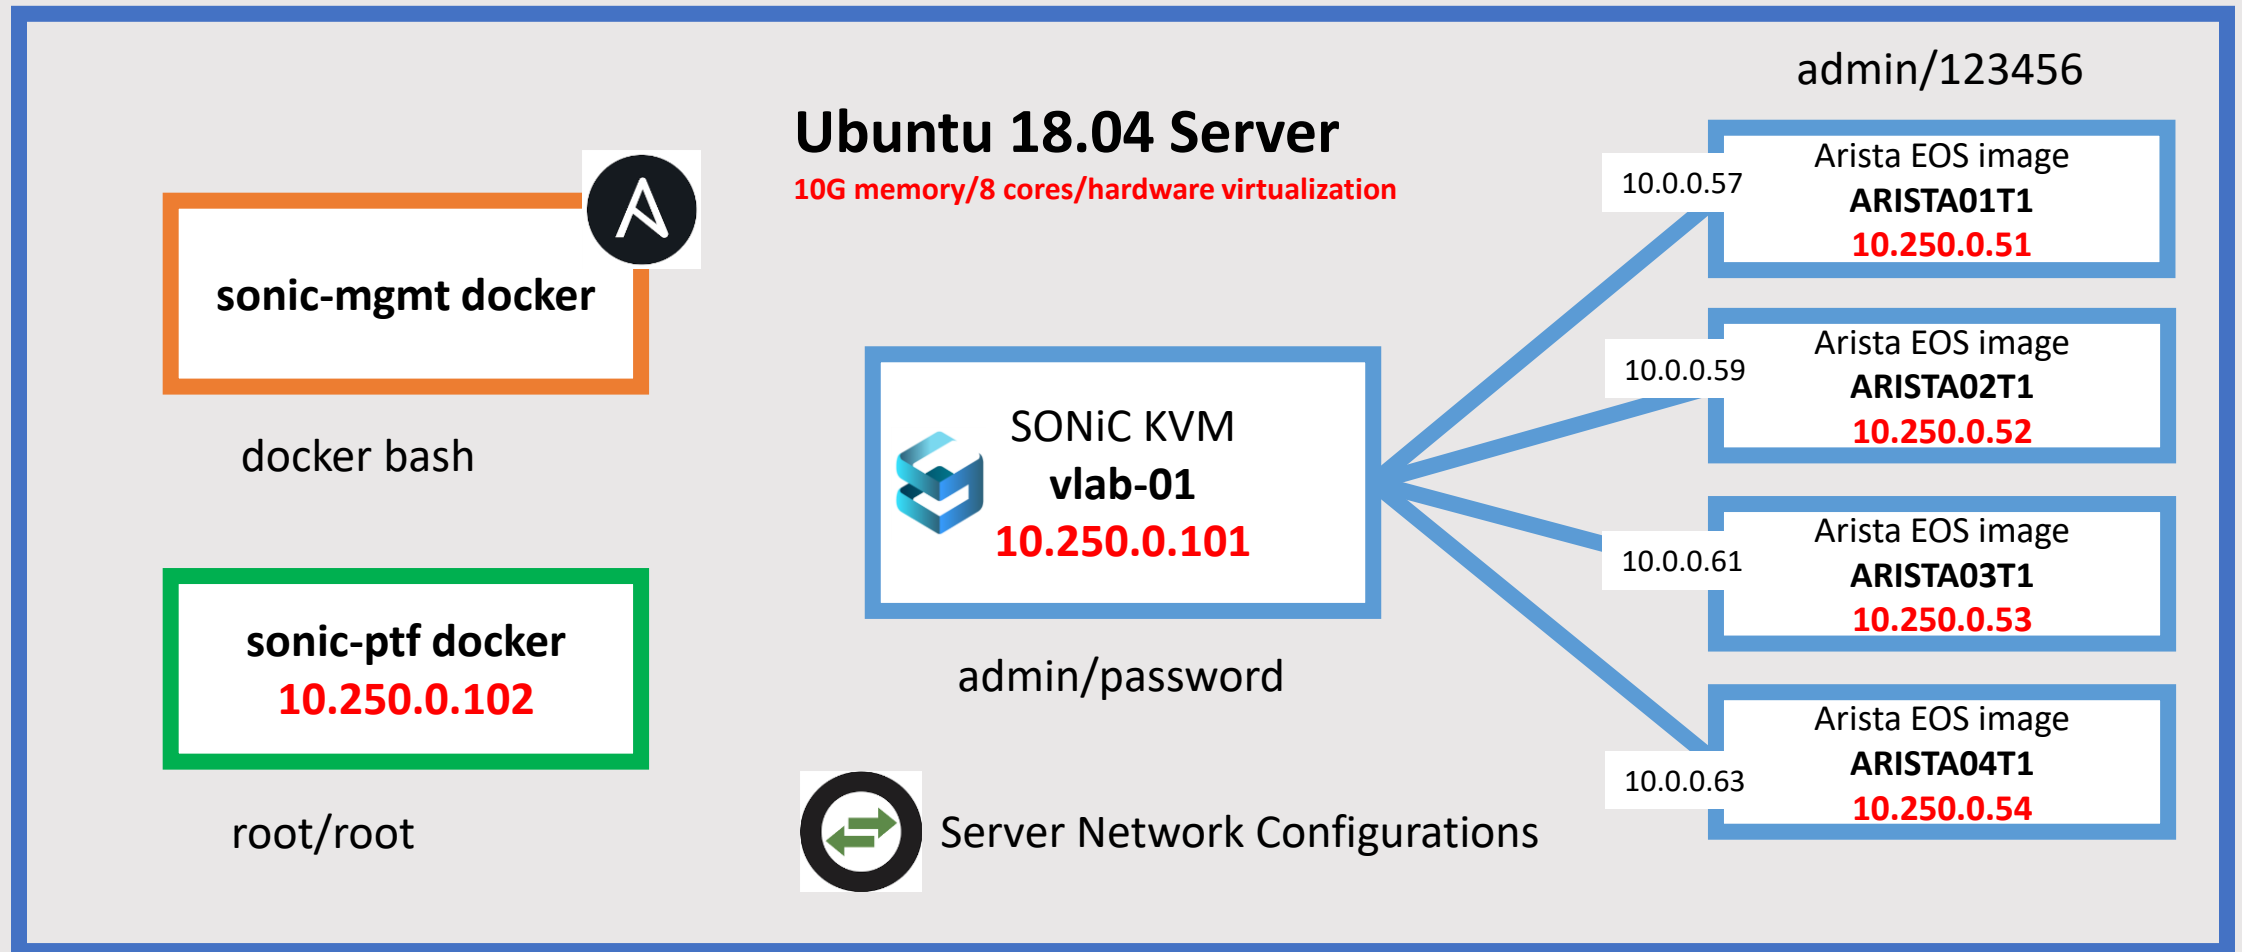 admin/123456
Ubuntu 18.04 Server
10G memory/8 cores/hardware virtualization
sonic-mgmt docker
docker bash
sonic-ptf docker
10.250.0.102
root/root
SONiC KVM
vlab-01
10.250.0.101
admin/password
Server Network Configurations
10.0.0.57
Arista EOS image
ARISTA01T1
10.250.0.51
10.0.0.59
Arista EOS image
ARISTA02T1
10.250.0.52
10.0.0.61
Arista EOS image
ARISTA03T1
10.250.0.53
10.0.0.63
Arista EOS image
ARISTA04T1
10.250.0.54